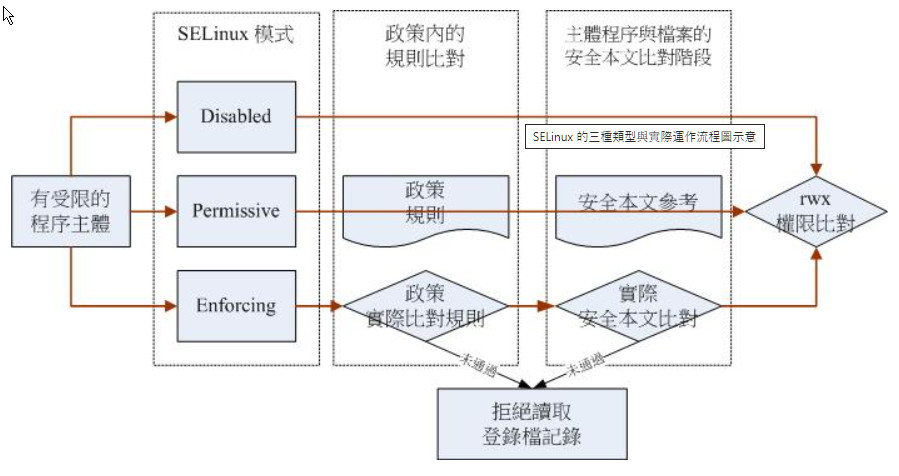 SELinux 模式
政策內的
規則比對
主體程序與檔案的
安全本文比對階段
Disabled
SELinux 的三種類型與實際運作流程圖示意
有受限的
程序主體
Permissive
政策
規則
安全本文參考
rwx
權限比對
Enforcing
政策
實際比對規則
實際
安全本文比對
未通過
未通過
拒絕讀取
登錄檔記錄